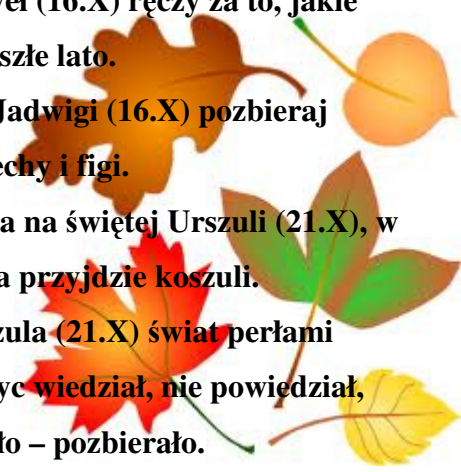 weł (16.X) ręczy za to, jakie
szłe lato.
Jadwigi (16.X) pozbieraj
echy i figi.
a na świętej Urszuli (21.X), w
a przyjdzie koszuli.
zula (21.X) świat perłami
yc wiedział, nie powiedział,
ło – pozbierało.